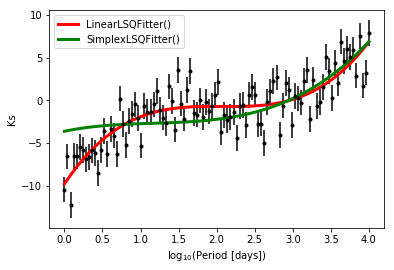 10
5
0
−5
−10
Ks
LinearLSQFitter()
SimplexLSQFitter()
0.0 0.5 1.0 1.5 2.0 2.5 3.0 3.5 4.0
log₁₀(Period [days])